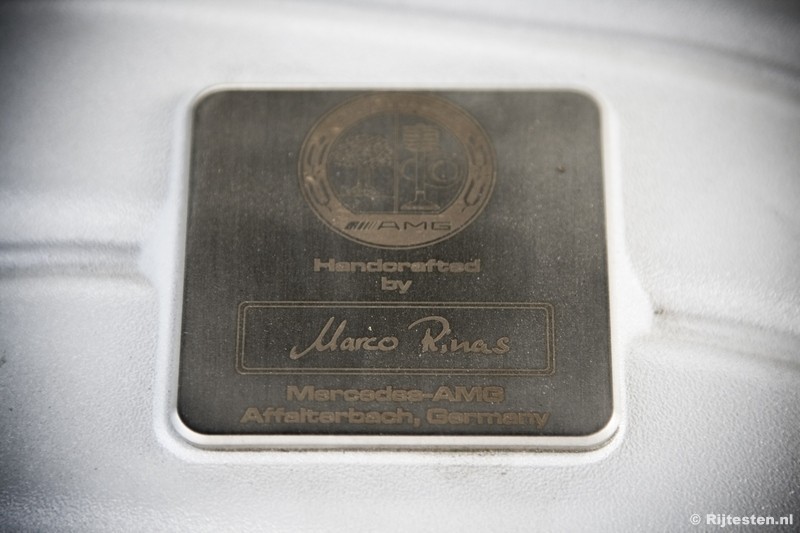 AMG
Handcrafted
by
Marco Rinas
Mercedes-AMG
Affalterbach, Germany
© Rijtesten.nl